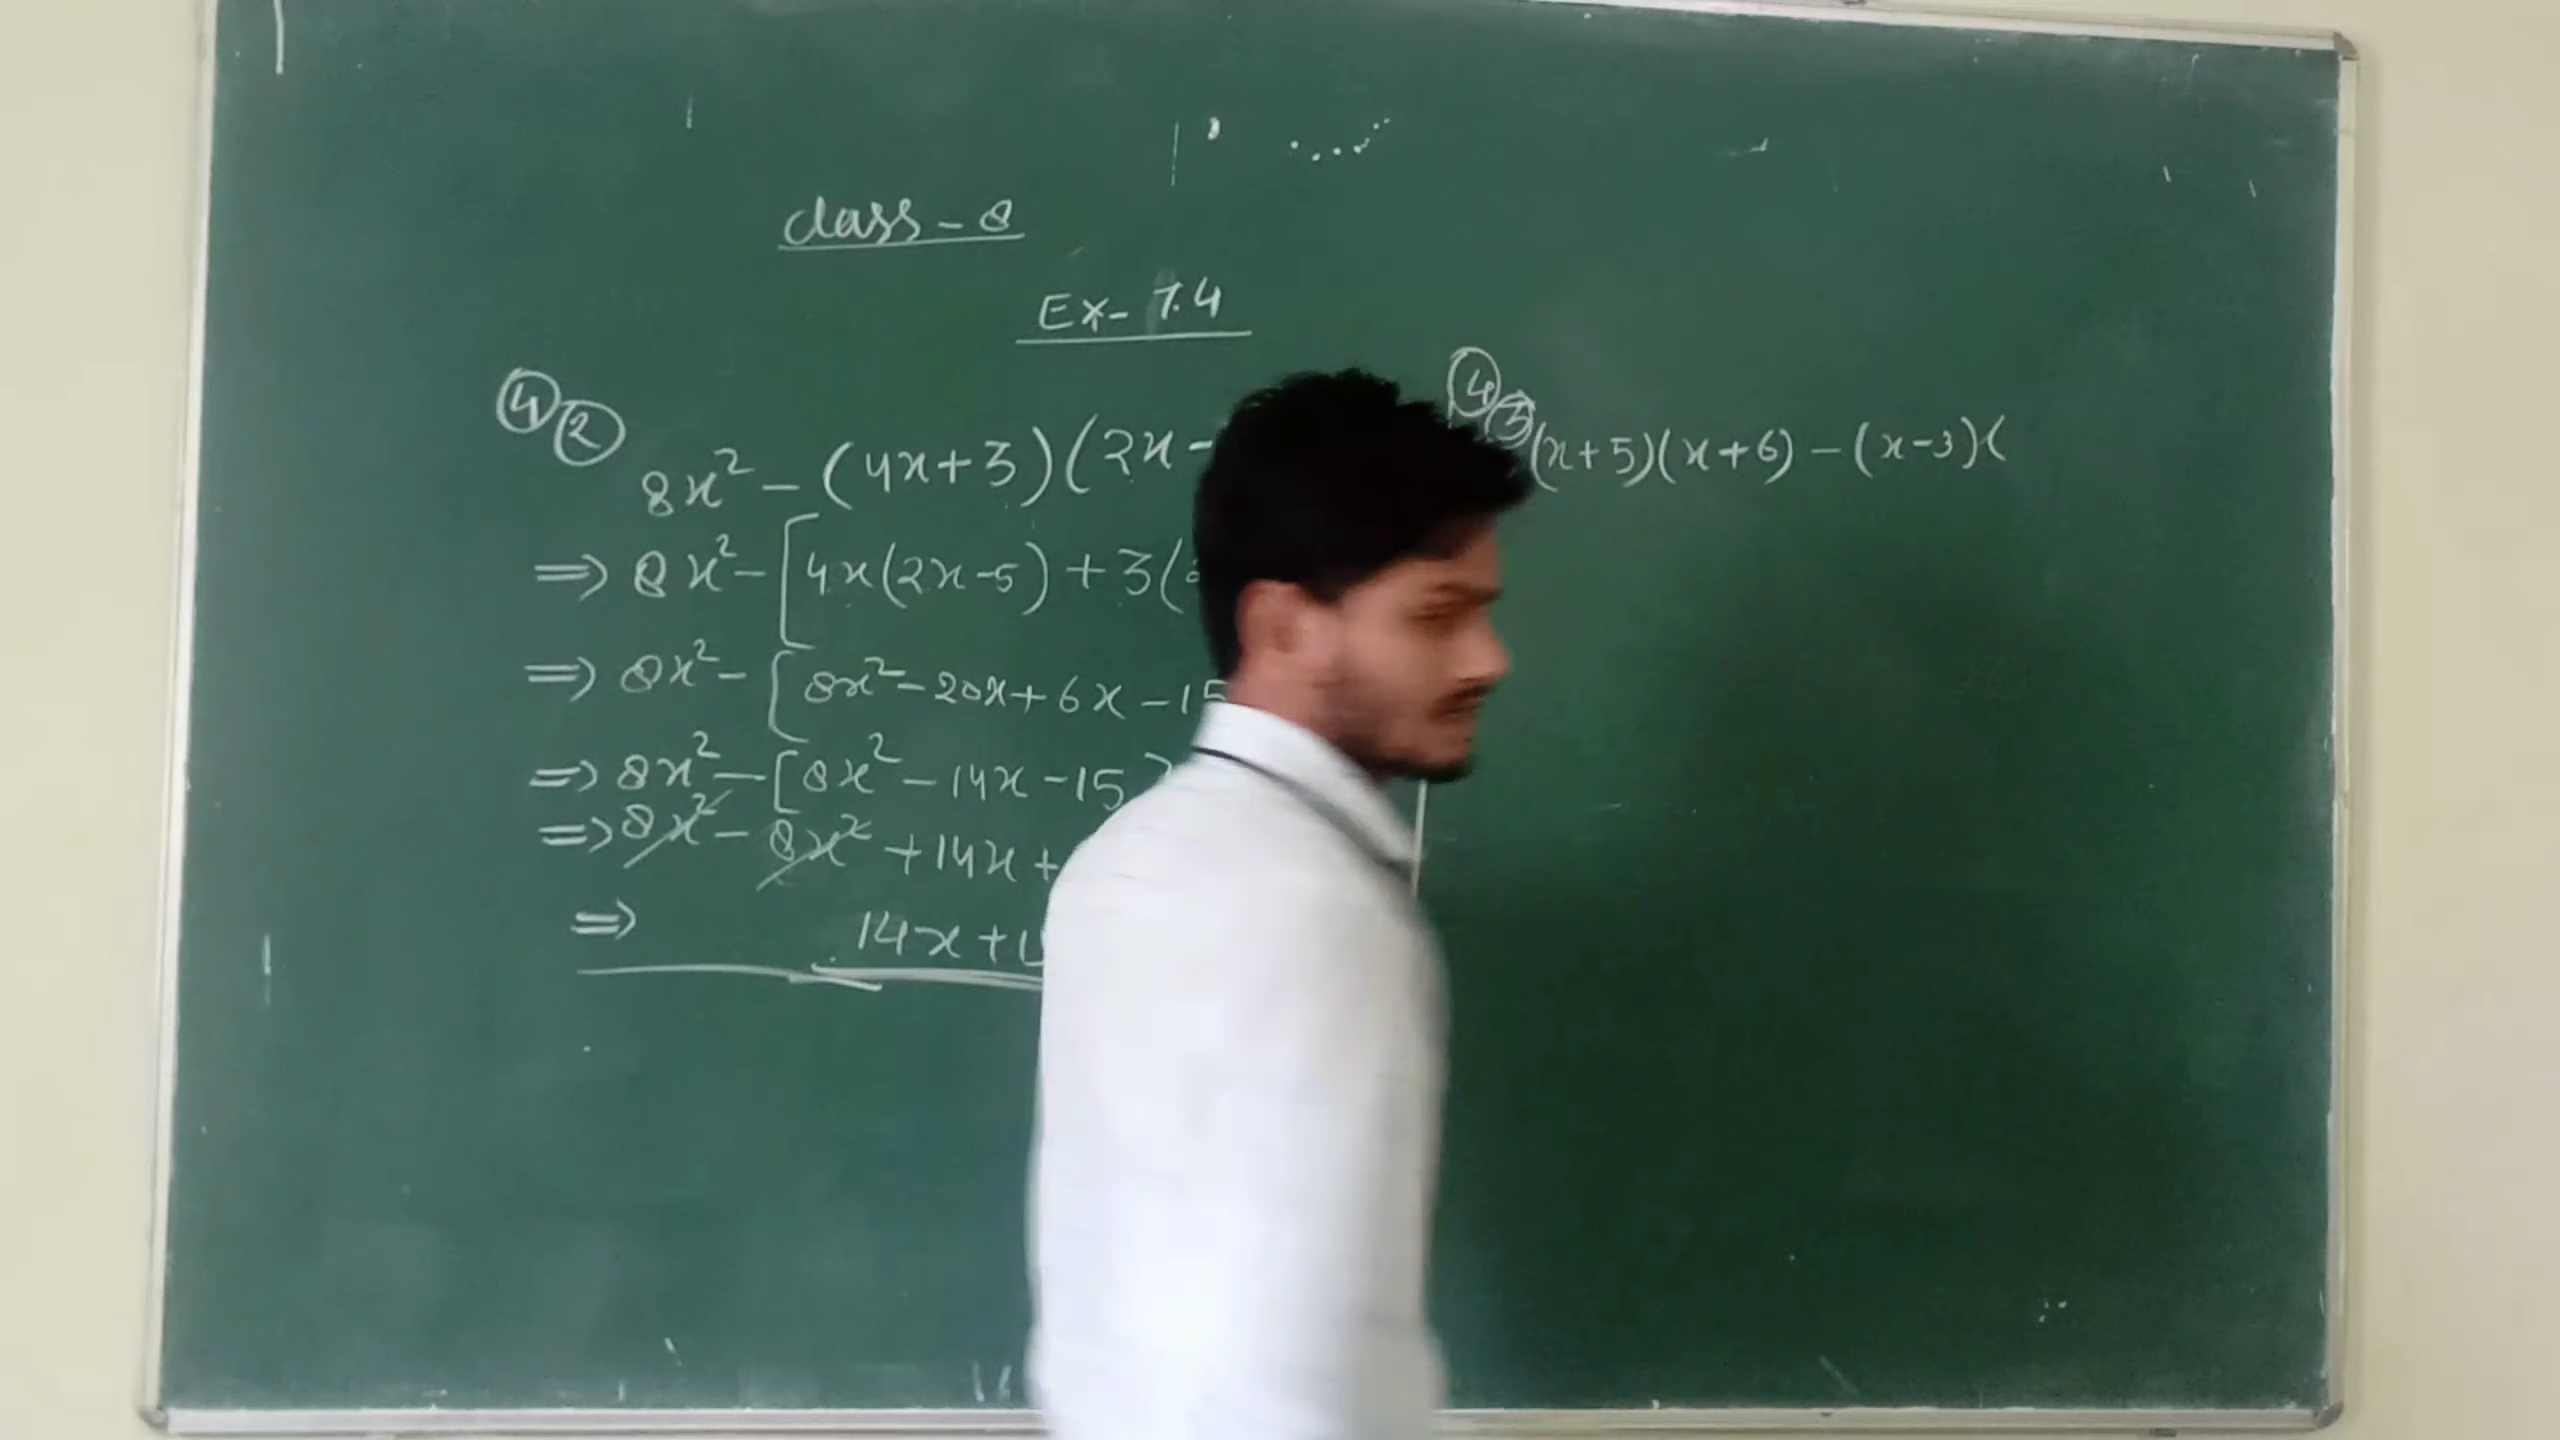 Class - 8
Ex- 7.4
④ ②
8x² - (4x+3)(2x-
⇒ 8x² - [4x(2x-5) + 3(
⇒ 8x² - [8x² - 20x + 6x - 15
⇒ 8x² - [8x² - 14x - 15]
⇒ 8x² - 8x² + 14x +
⇒ 14x + 1
④ ③ (x+5)(x+6) - (x-3)(